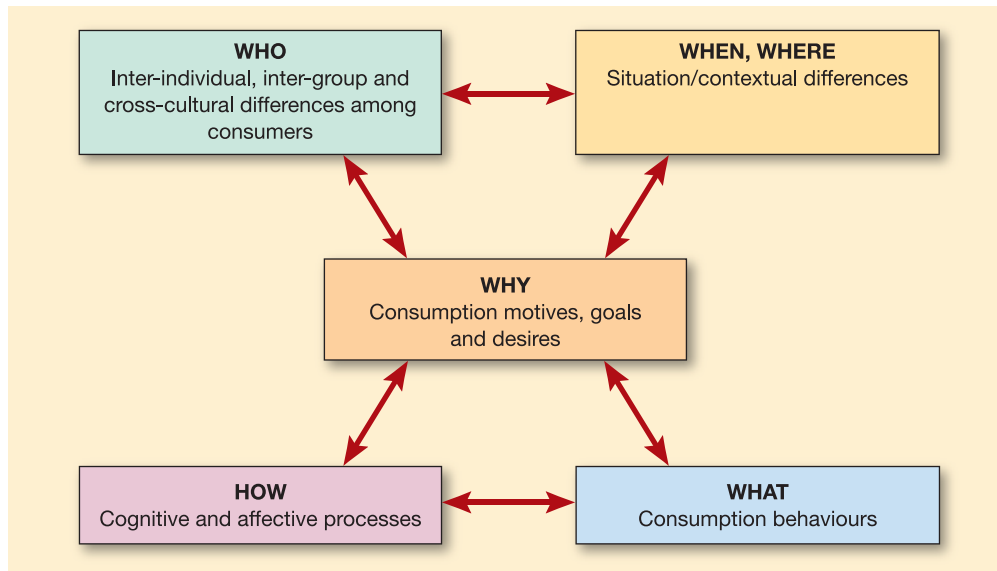 WHO
Inter-individual, inter-group and
cross-cultural differences among
consumers
WHEN, WHERE
Situation/contextual differences
WHY
Consumption motives, goals
and desires
HOW
Cognitive and affective processes
WHAT
Consumption behaviours